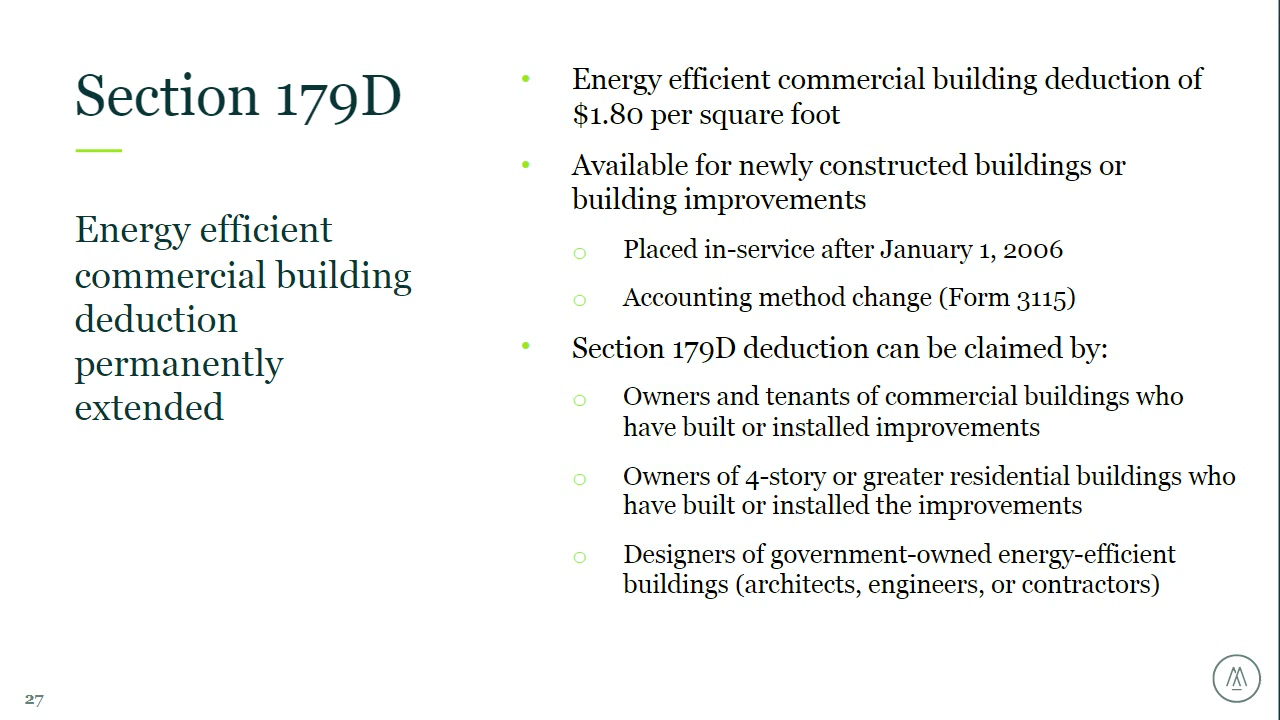 Section 179D
Energy efficient
commercial building
deduction
permanently
extended
• Energy efficient commercial building deduction of
$1.80 per square foot
• Available for newly constructed buildings or
building improvements
o Placed in-service after January 1, 2006
o Accounting method change (Form 3115)
• Section 179D deduction can be claimed by:
o Owners and tenants of commercial buildings who
have built or installed improvements
o Owners of 4-story or greater residential buildings who
have built or installed the improvements
o Designers of government-owned energy-efficient
buildings (architects, engineers, or contractors)
27